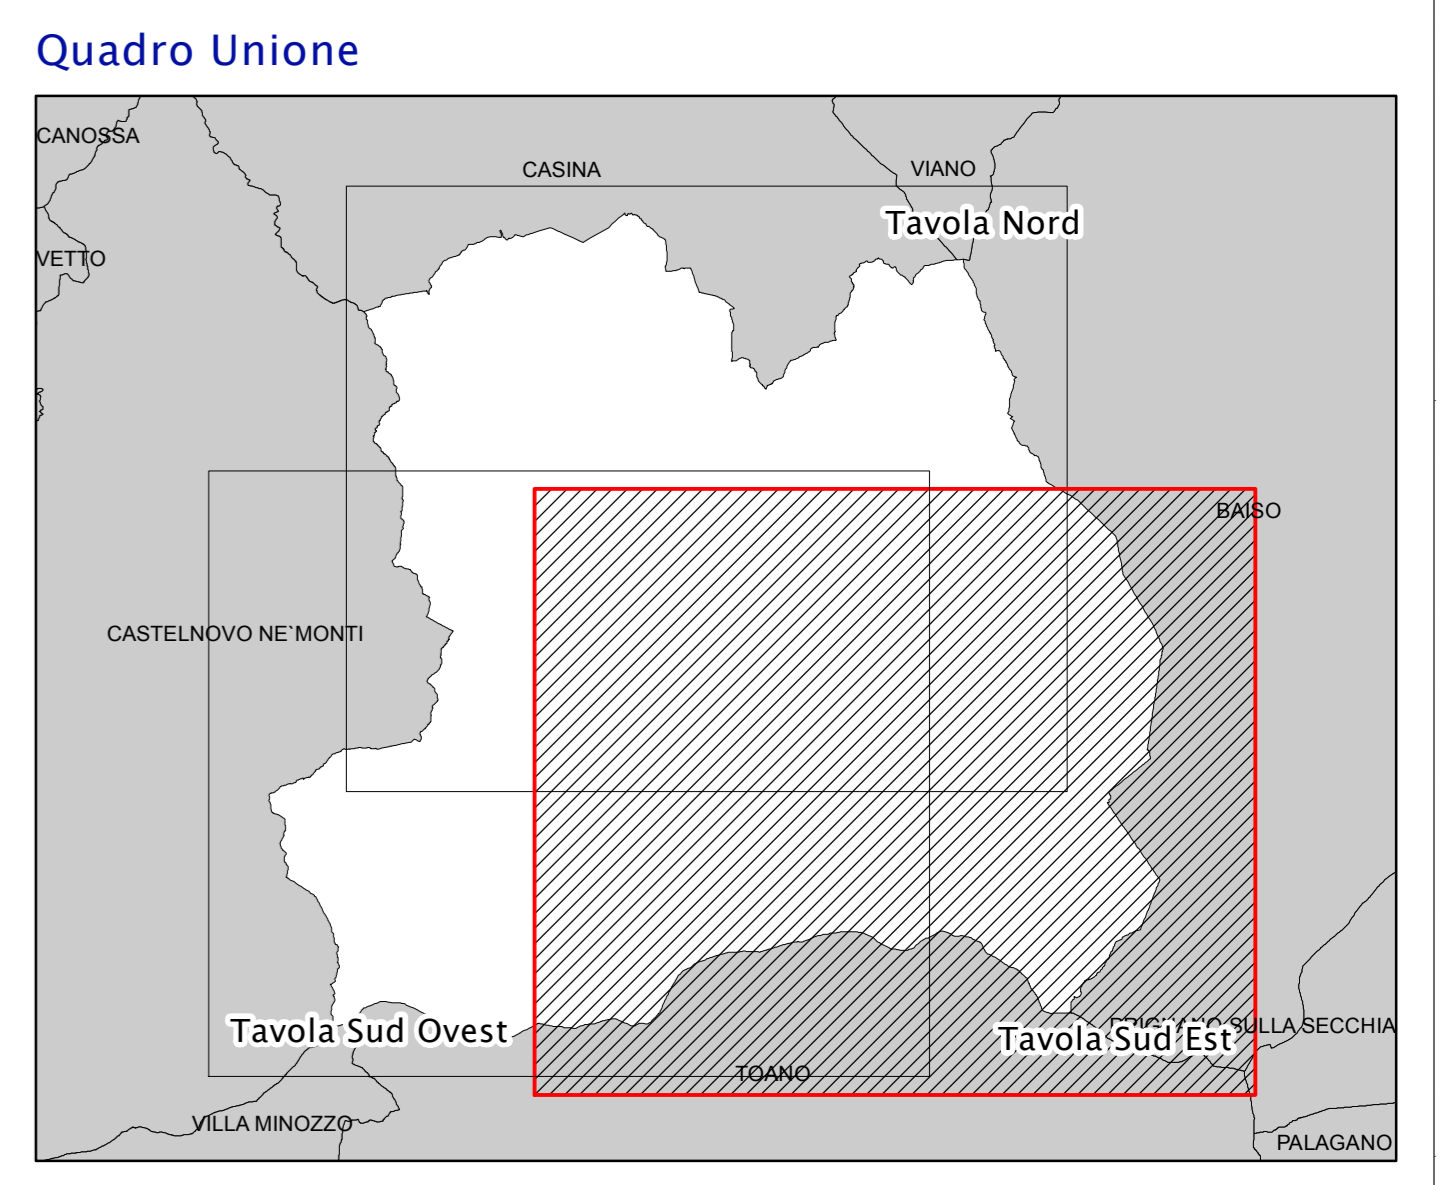 Quadro Unione
CANOSSA
CASINA
VIANO
Tavola Nord
VETTO
BAISO
CASTELNOVO NE`MONTI
Tavola Sud Ovest
PRIGNANO SULLA SECCHIA
Tavola Sud Est
TOANO
VILLA MINOZZO
PALAGANO